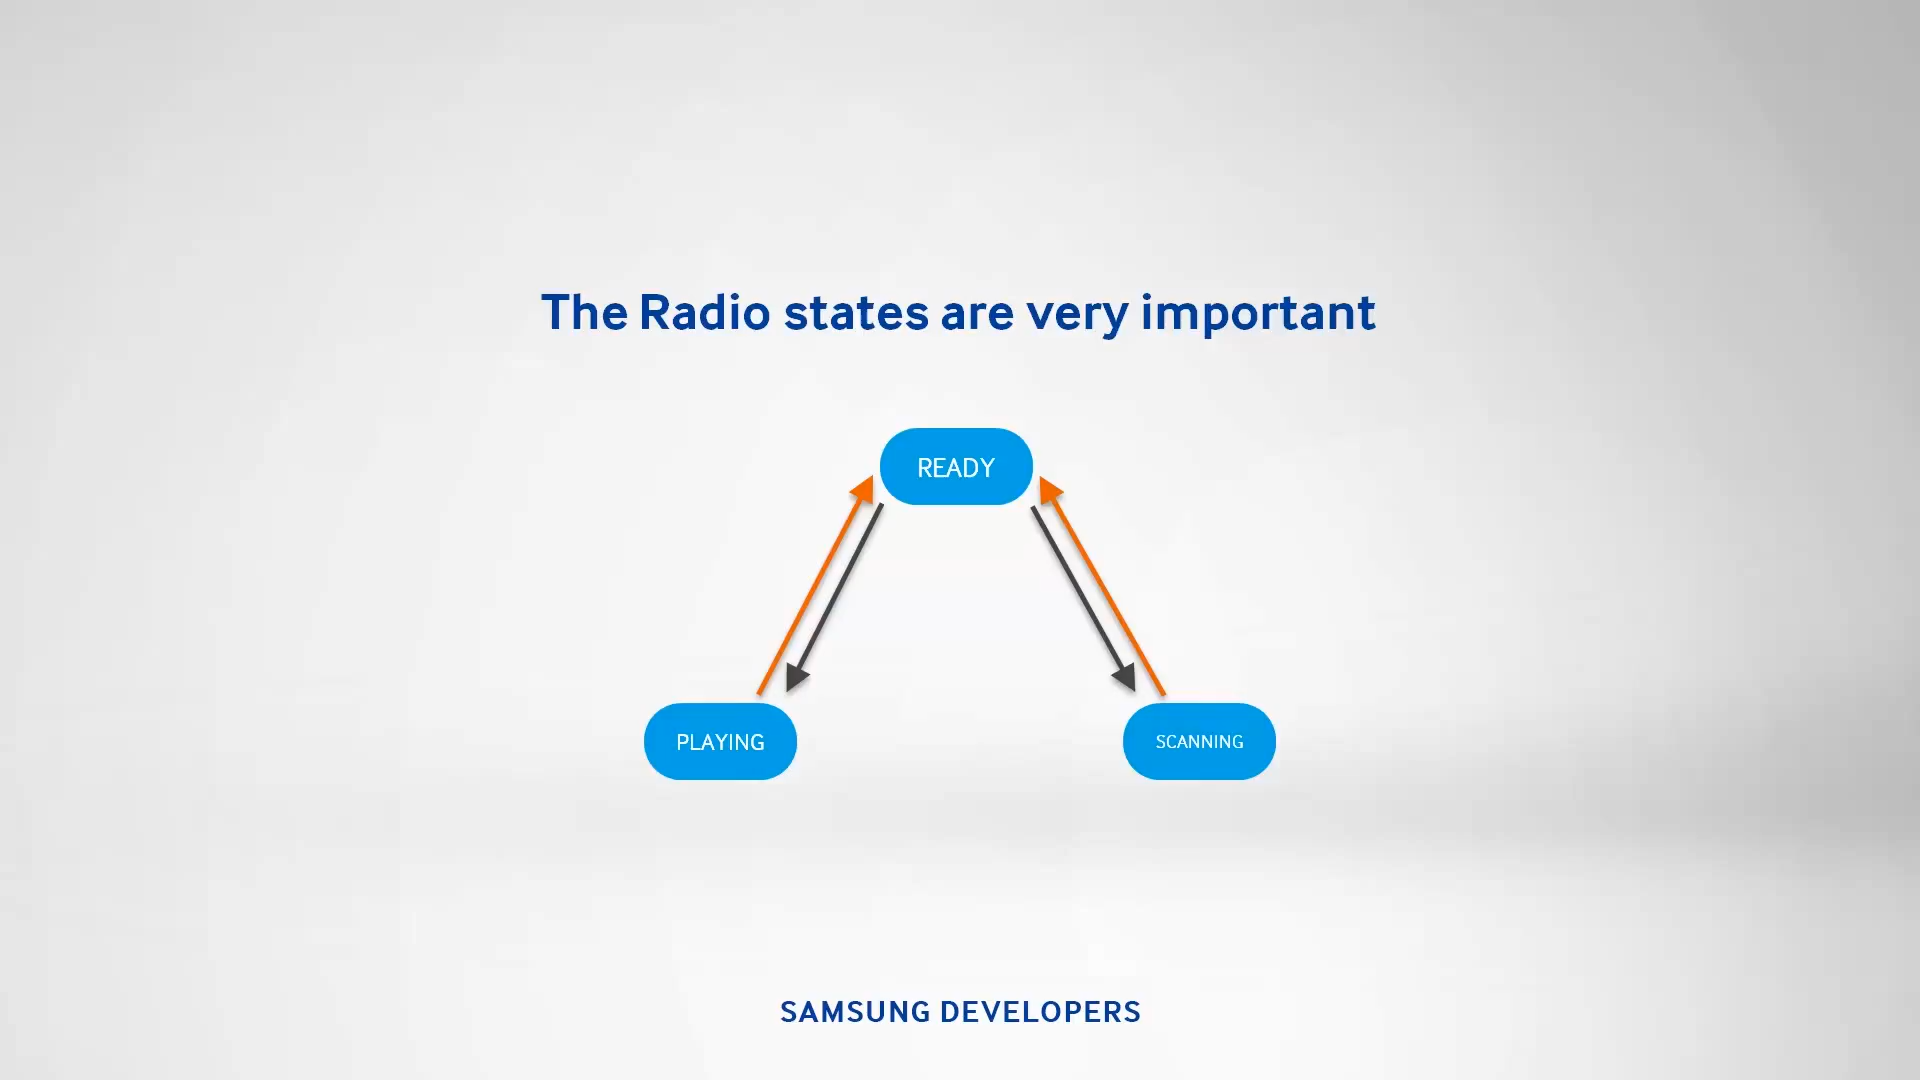 The Radio states are very important
READY
PLAYING
SCANNING
SAMSUNG DEVELOPERS